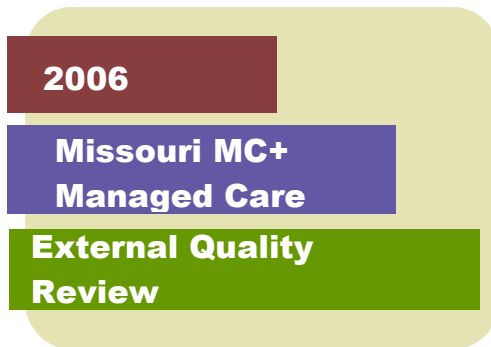 2006
Missouri MC+
Managed Care
External Quality
Review